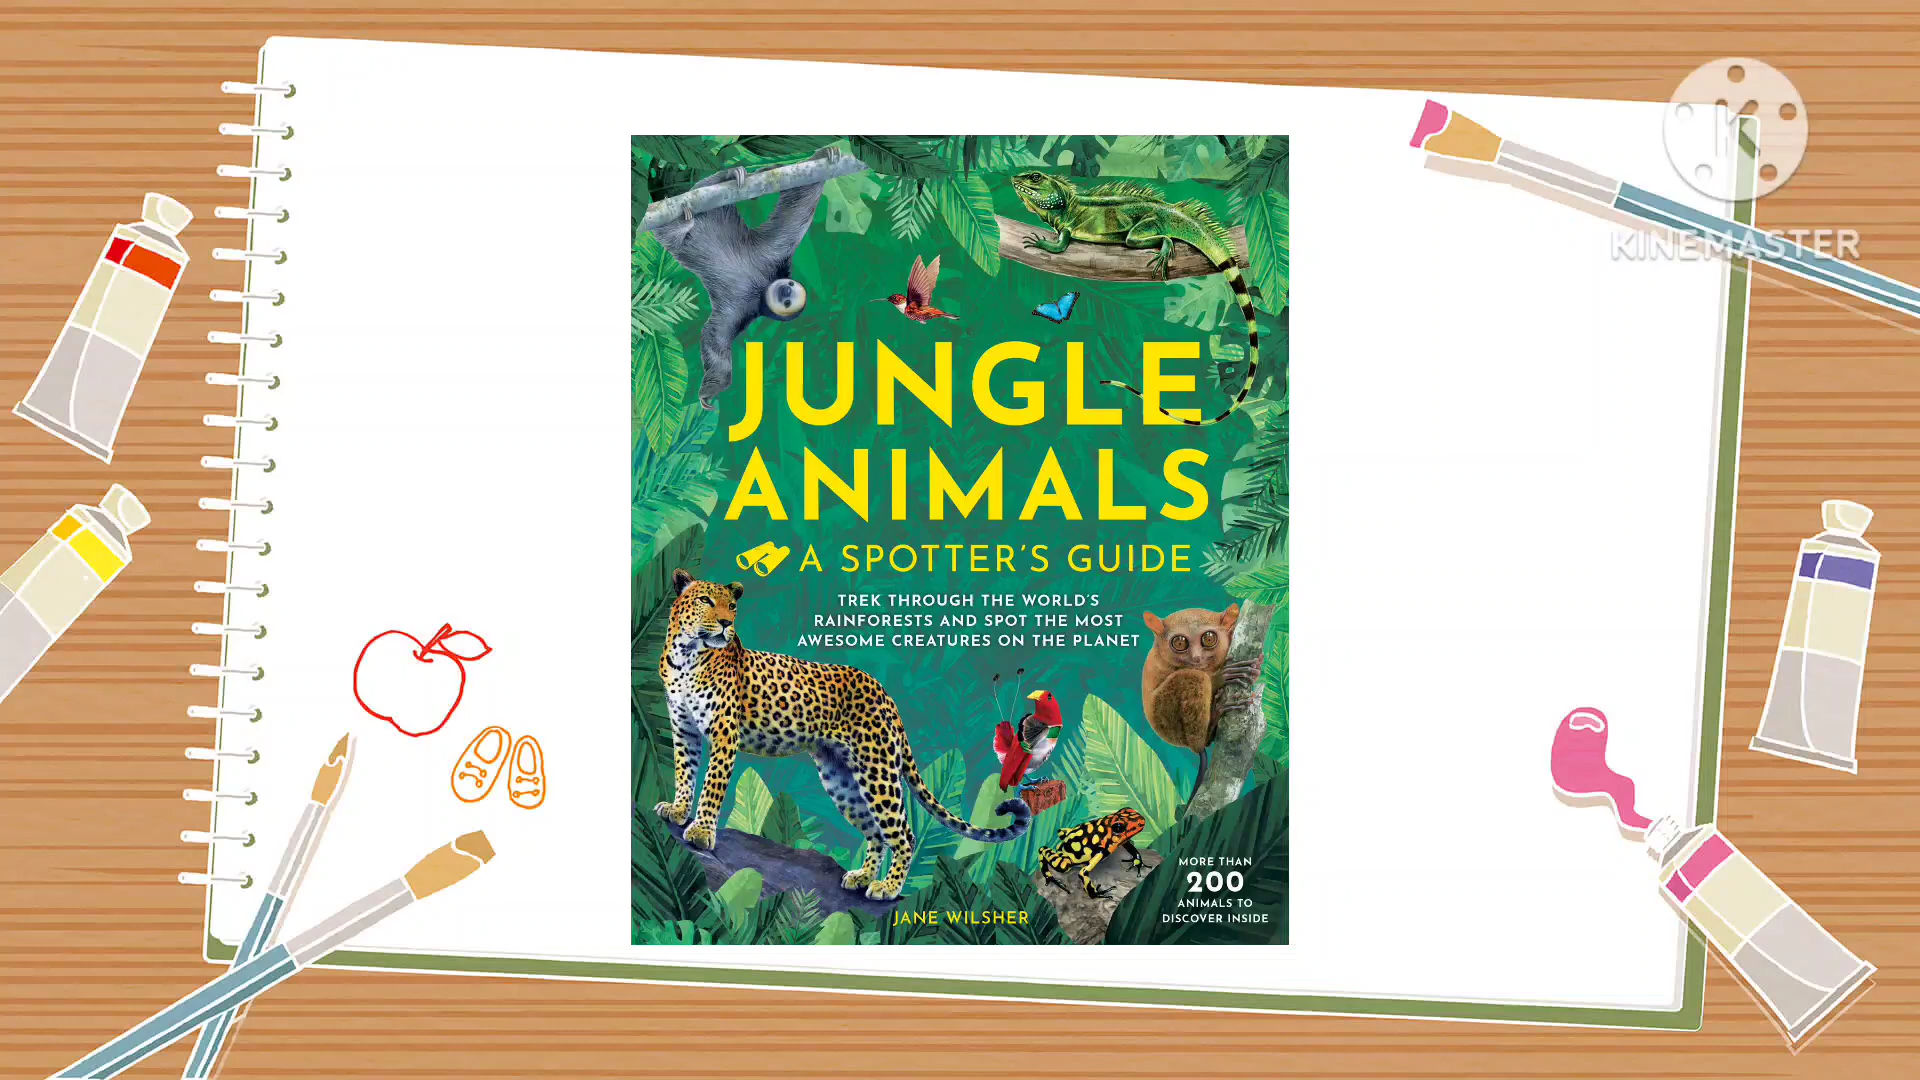 K
KINEMASTER
JUNGLE
ANIMALS
A SPOTTER'S GUIDE
TREK THROUGH THE WORLD'S
RAINFORESTS AND SPOT THE MOST
AWESOME CREATURES ON THE PLANET
MORE THAN
200
ANIMALS TO
DISCOVER INSIDE
JANE WILSHER